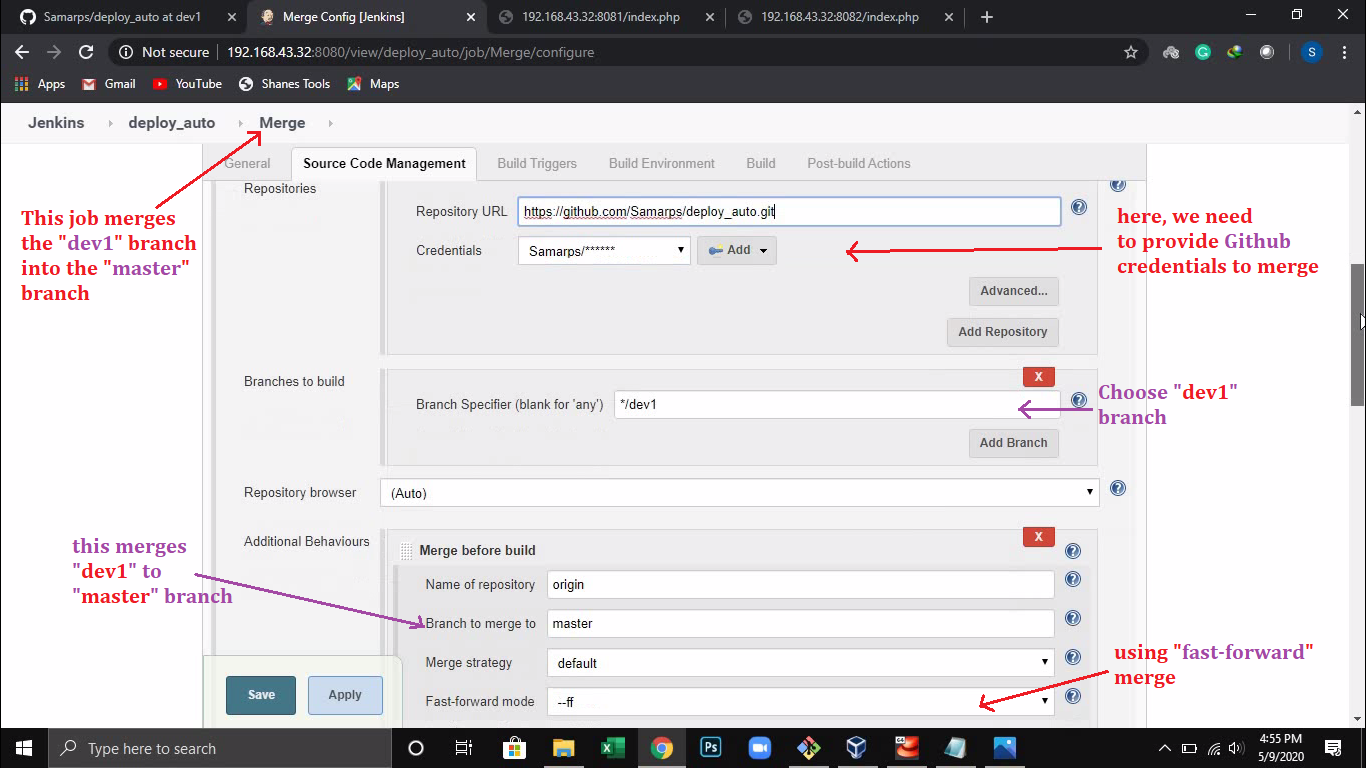 Samarps/deploy_auto at dev1
Merge Config [Jenkins]
192.168.43.32:8081/index.php
192.168.43.32:8082/index.php
Not secure
192.168.43.32:8080/view/deploy_auto/job/Merge/configure
S
Apps
Gmail
YouTube
Shanes Tools
Maps
Jenkins
deploy_auto
Merge
General
Source Code Management
Build Triggers
Build Environment
Build
Post-build Actions
Repositories
Repository URL
https://github.com/Samarps/deploy_auto.git
Credentials
Samarps/******
Add
Advanced...
Add Repository
This job merges
the "dev1" branch
into the "master"
branch
here, we need
to provide Github
credentials to merge
Branches to build
X
Branch Specifier (blank for 'any')
*/dev1
Add Branch
Choose "dev1"
branch
Repository browser
(Auto)
Additional Behaviours
X
Merge before build
Name of repository
origin
Branch to merge to
master
Merge strategy
default
Fast-forward mode
--ff
this merges
"dev1" to
"master" branch
using "fast-forward"
merge
Save
Apply
Type here to search
Ps
4:55 PM
5/9/2020